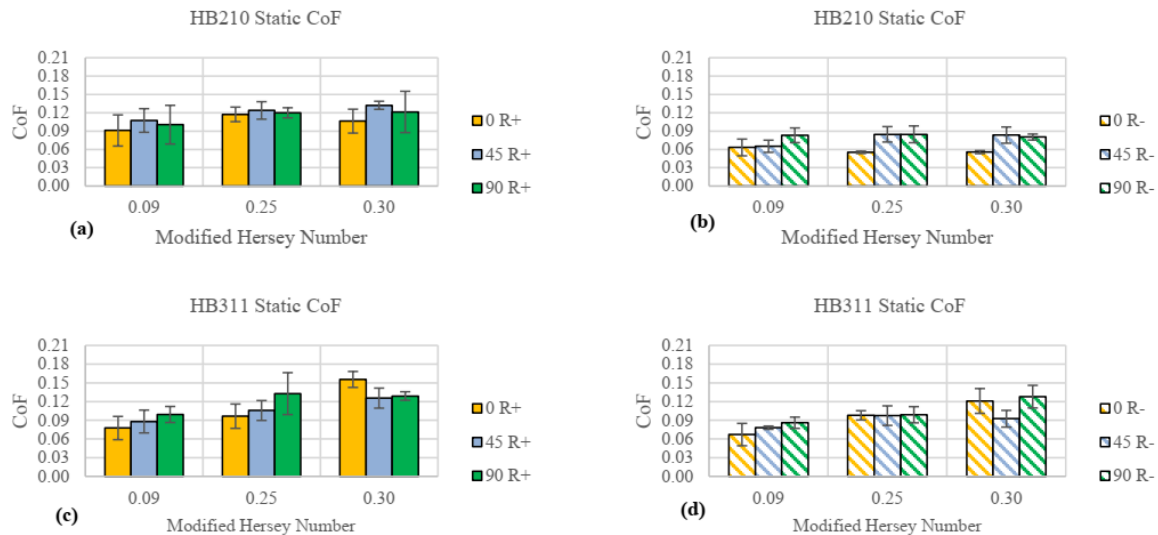 HB210 Static CoF
CoF
0.21
0.18
0.15
0.12
0.09
0.06
0.03
0.00
0.09
0.25
0.30
Modified Hersey Number
(a)
0 R+
45 R+
90 R+
HB210 Static CoF
CoF
0.21
0.18
0.15
0.12
0.09
0.06
0.03
0.00
0.09
0.25
0.30
Modified Hersey Number
(b)
0 R-
45 R-
90 R-
HB311 Static CoF
CoF
0.21
0.18
0.15
0.12
0.09
0.06
0.03
0.00
0.09
0.25
0.30
Modified Hersey Number
(c)
0 R+
45 R+
90 R+
HB311 Static CoF
CoF
0.21
0.18
0.15
0.12
0.09
0.06
0.03
0.00
0.09
0.25
0.30
Modified Hersey Number
(d)
0 R-
45 R-
90 R-